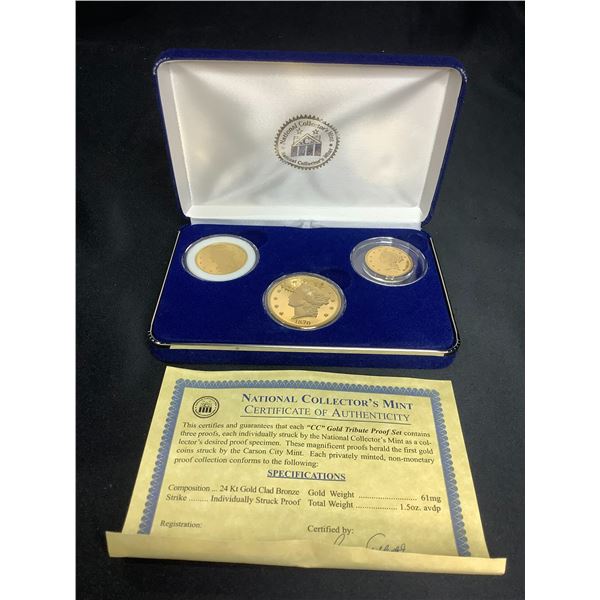 National Collector's Mint
1870
NATIONAL COLLECTOR'S MINT
CERTIFICATE OF AUTHENTICITY
This certifies and guarantees that each "CC" Gold Tribute Proof Set contains
three proofs, each individually struck by the National Collector's Mint as a col-
lector's desired proof specimen. These magnificent proofs herald the first gold
coins struck by the Carson City Mint. Each privately minted, non-monetary
proof collection conforms to the following:
SPECIFICATIONS
Composition ... 24 Kt Gold Clad Bronze Gold Weight ........................ 61mg
Strike ......... Individually Struck Proof Total Weight ................. 1.5oz. avdp
Registration: Certified by: